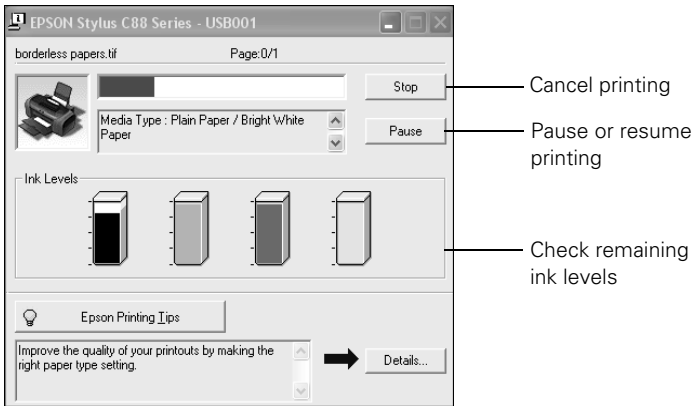 EPSON Stylus C88 Series - USB001
borderless papers.tif Page:0/1
Stop
Cancel printing
Media Type : Plain Paper / Bright White
Paper
Pause
Pause or resume
printing
Ink Levels
Check remaining
ink levels
Epson Printing Tips
Improve the quality of your printouts by making the
right paper type setting.
Details...